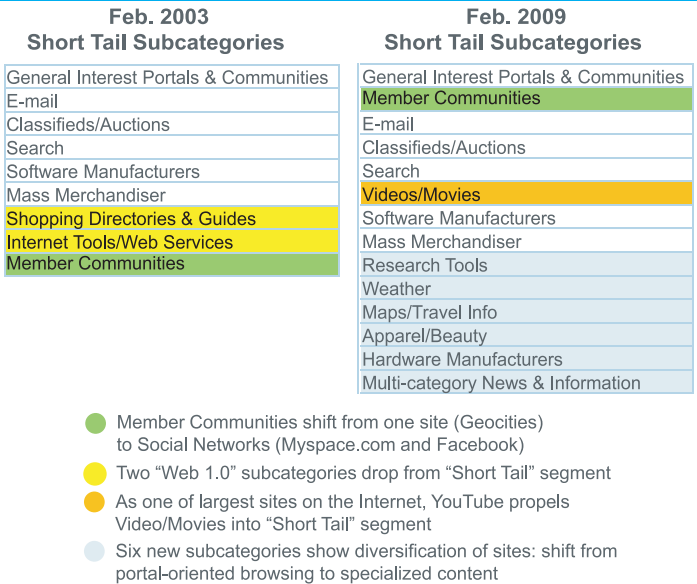 Feb. 2003
Short Tail Subcategories
General Interest Portals & Communities
E-mail
Classifieds/Auctions
Search
Software Manufacturers
Mass Merchandiser
Shopping Directories & Guides
Internet Tools/Web Services
Member Communities
Feb. 2009
Short Tail Subcategories
General Interest Portals & Communities
Member Communities
E-mail
Classifieds/Auctions
Search
Videos/Movies
Software Manufacturers
Mass Merchandiser
Research Tools
Weather
Maps/Travel Info
Apparel/Beauty
Hardware Manufacturers
Multi-category News & Information
Member Communities shift from one site (Geocities)
to Social Networks (Myspace.com and Facebook)
Two “Web 1.0” subcategories drop from “Short Tail” segment
As one of largest sites on the Internet, YouTube propels
Video/Movies into “Short Tail” segment
Six new subcategories show diversification of sites: shift from
portal-oriented browsing to specialized content